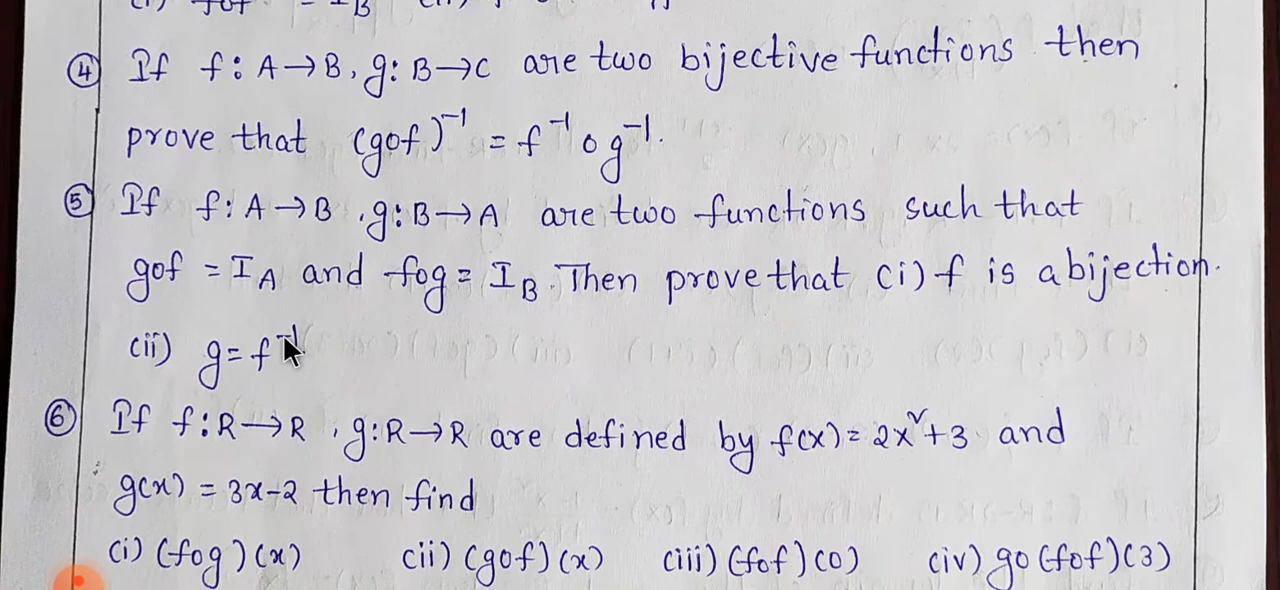 ④ If f: A→B, g: B→C are two bijective functions then
prove that (gof)⁻¹ = f⁻¹ o g⁻¹.
⑤ If f: A→B, g: B→A are two functions such that
gof = I_A and fog = I_B. Then prove that (i) f is a bijection.
(ii) g = f⁻¹
⑥ If f: R→R, g: R→R are defined by f(x) = 2x²+3 and
g(x) = 3x-2 then find
(i) (fog)(x) (ii) (gof)(x) (iii) (fof)(0) (iv) go(fof)(3)